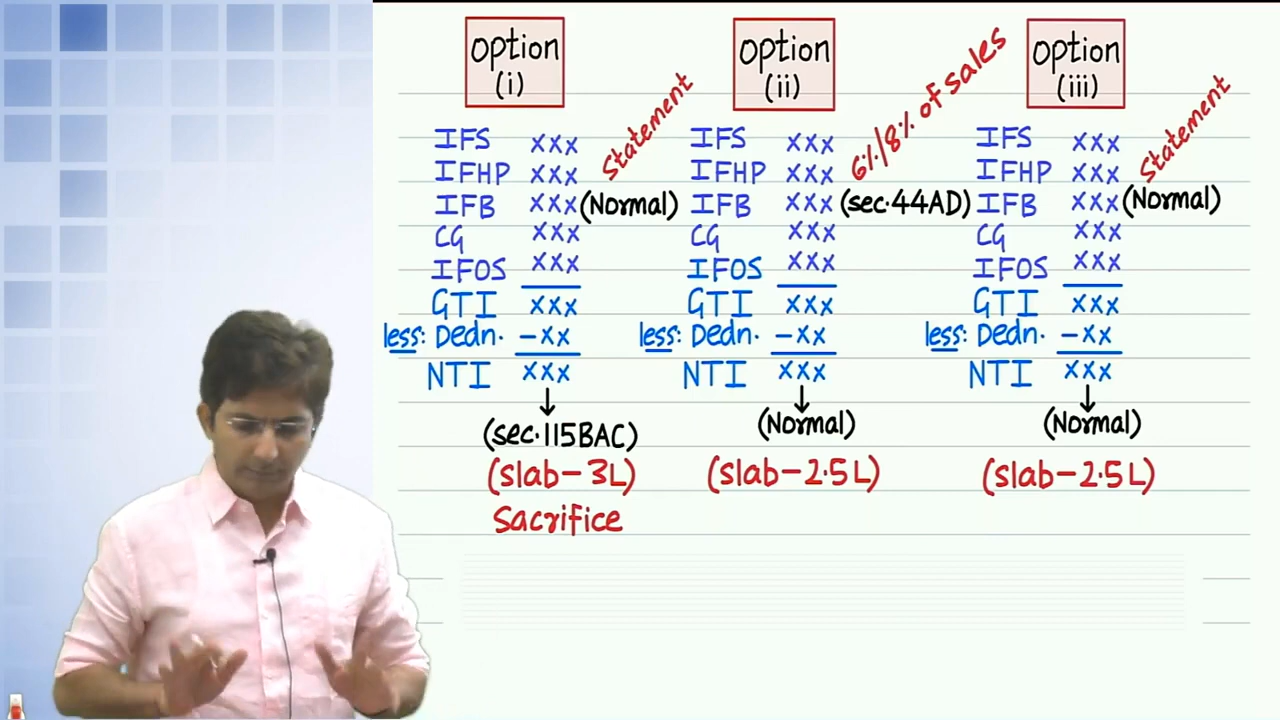 option
(i)
Statement
IFS xxx
IFHP xxx
IFB xxx (Normal)
CG xxx
IFOS xxx
GTI xxx
less: Dedn. -xx
NTI xxx
(sec.115BAC)
(slab-3L)
Sacrifice
option
(ii)
6%/8% of sales
IFS xxx
IFHP xxx
IFB xxx (sec.44AD)
CG xxx
IFOS xxx
GTI xxx
less: Dedn. -xx
NTI xxx
(Normal)
(slab-2.5L)
option
(iii)
Statement
IFS xxx
IFHP xxx
IFB xxx (Normal)
CG xxx
IFOS xxx
GTI xxx
less: Dedn. -xx
NTI xxx
(Normal)
(slab-2.5L)